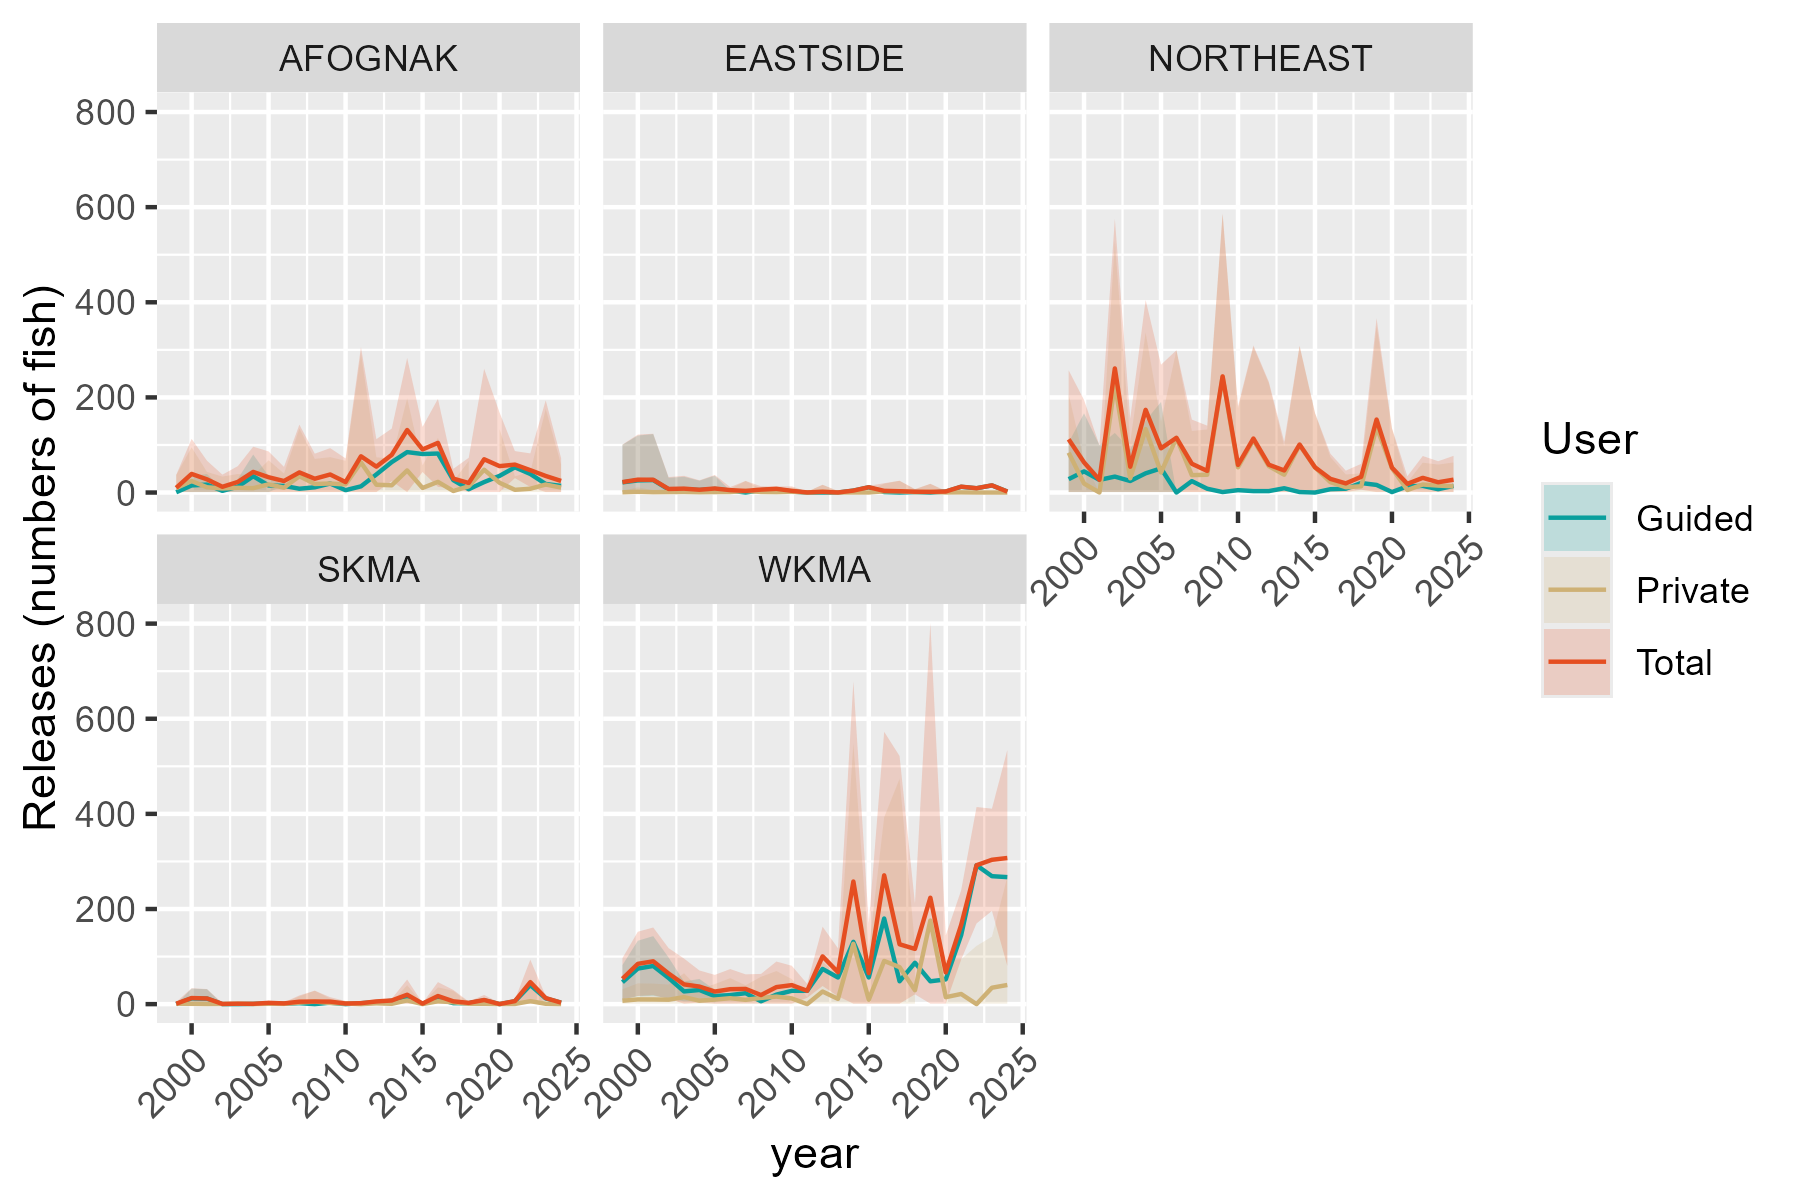 AFOGNAK EASTSIDE NORTHEAST
800
600
400
200
0
2000 2005 2010 2015 2020 2025
SKMA WKMA
800
600
400
200
0
2000 2005 2010 2015 2020 2025 2000 2005 2010 2015 2020 2025
year
Releases (numbers of fish)
User
Guided
Private
Total